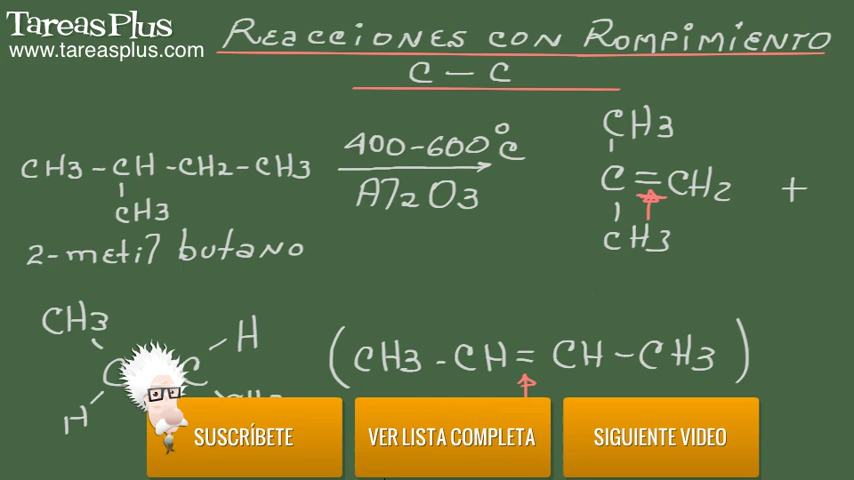 TareasPlus
www.tareasplus.com
REACCIONES CON ROMPIMIENTO
C – C
CH3 – CH – CH2 – CH3
CH3
2-metil butano
400-600°C
Al2O3
CH3
C = CH2 +
CH3
CH3 H
C C
H
(CH3 - CH = CH - CH3)
SUSCRÍBETE
VER LISTA COMPLETA
SIGUIENTE VIDEO